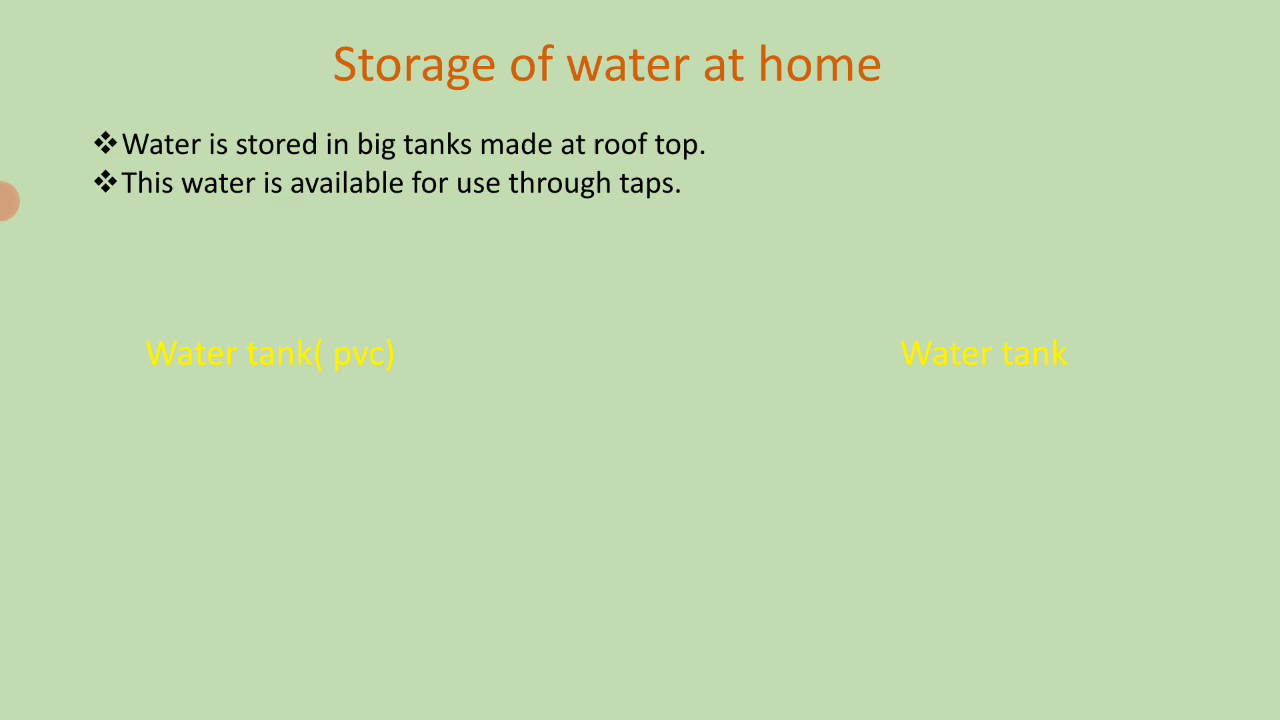 Storage of water at home
❖Water is stored in big tanks made at roof top.
❖This water is available for use through taps.
Water tank( pvc) Water tank